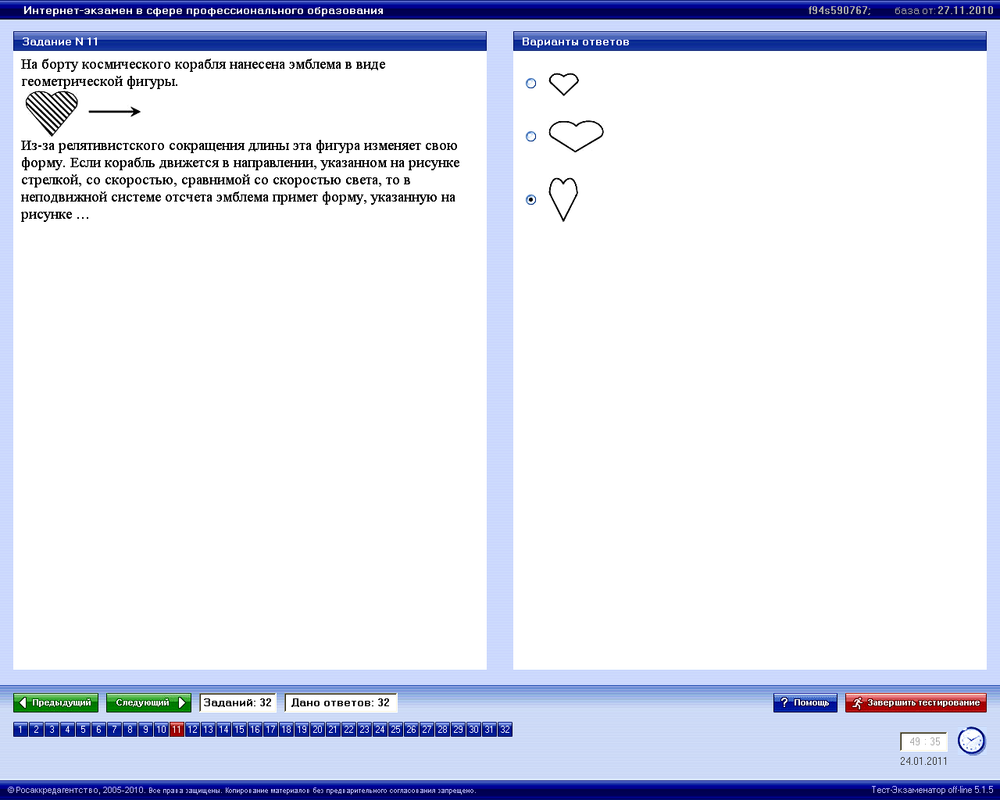 Интернет-экзамен в сфере профессионального образования
f94s590767; база от: 27.11.2010
Задание N 11
На борту космического корабля нанесена эмблема в виде
геометрической фигуры.
Из-за релятивистского сокращения длины эта фигура изменяет свою
форму. Если корабль движется в направлении, указанном на рисунке
стрелкой, со скоростью, сравнимой со скоростью света, то в
неподвижной системе отсчета эмблема примет форму, указанную на
рисунке …
Варианты ответов
Предыдущий Следующий Заданий: 32 Дано ответов: 32 ? Помощь Завершить тестирование
1 2 3 4 5 6 7 8 9 10 11 12 13 14 15 16 17 18 19 20 21 22 23 24 25 26 27 28 29 30 31 32
49 : 35
24.01.2011
© Росаккредагентство, 2005-2010. Все права защищены. Копирование материалов без предварительного согласования запрещено. Тест-Экзаменатор off-line 5.1.5